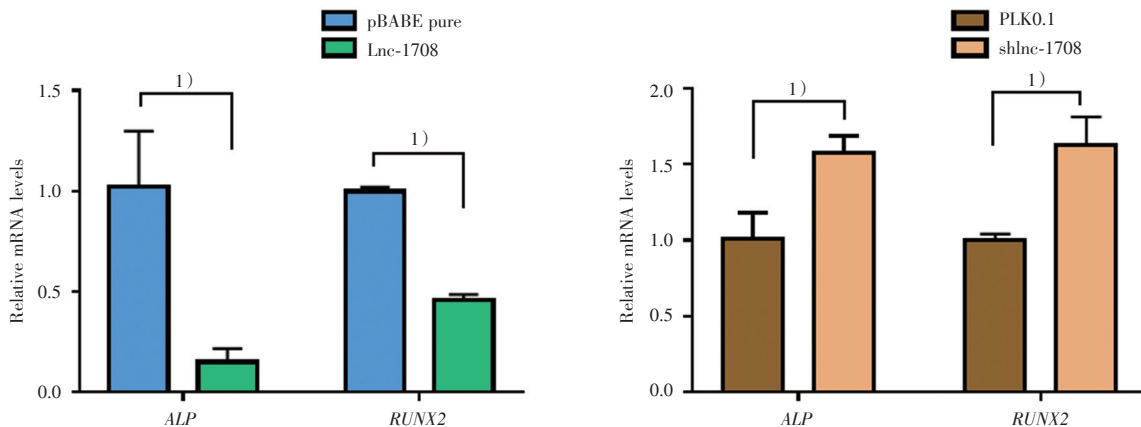 pBABE pure
Lnc-1708
1)
1)
1.5
1.0
0.5
0.0
Relative mRNA levels
ALP
RUNX2
PLK0.1
shlnc-1708
1)
1)
2.0
1.5
1.0
0.5
0.0
Relative mRNA levels
ALP
RUNX2